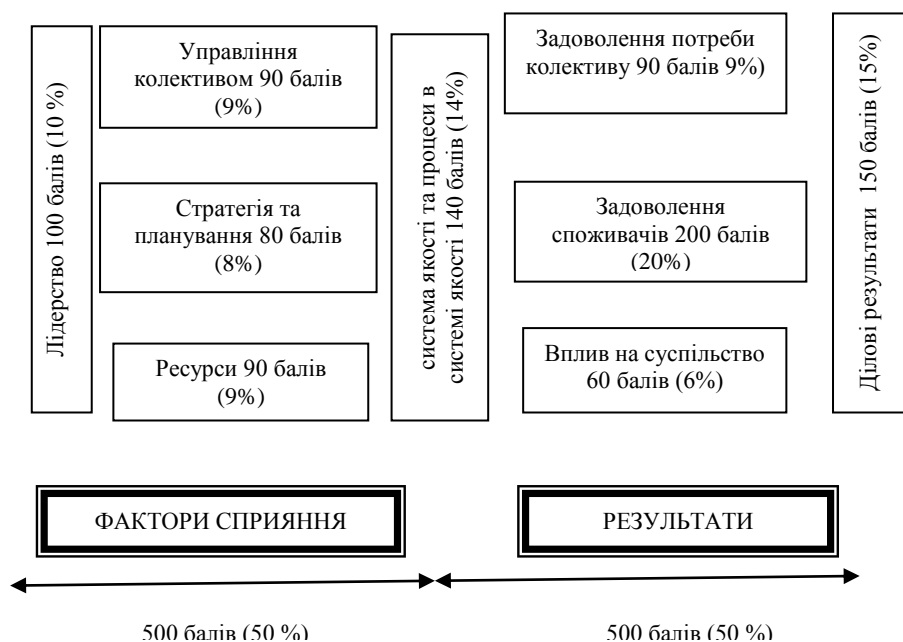 Лідерство 100 балів (10 %)
Управління
колективом 90 балів
(9%)
Стратегія та
планування 80 балів
(8%)
Ресурси 90 балів
(9%)
система якості та процеси в
системі якості 140 балів (14%)
Задоволення потреби
колективу 90 балів 9%)
Задоволення
споживачів 200 балів
(20%)
Вплив на суспільство
60 балів (6%)
Ділові результати 150 балів (15%)
ФАКТОРИ СПРИЯННЯ
РЕЗУЛЬТАТИ
500 балів (50 %)
500 балів (50 %)